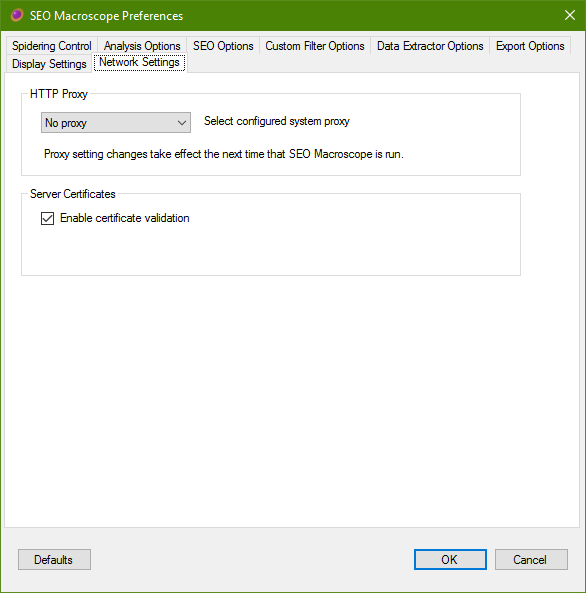 SEO Macroscope Preferences
Spidering Control Analysis Options SEO Options Custom Filter Options Data Extractor Options Export Options
Display Settings Network Settings
HTTP Proxy
No proxy Select configured system proxy
Proxy setting changes take effect the next time that SEO Macroscope is run.
Server Certificates
Enable certificate validation
Defaults OK Cancel